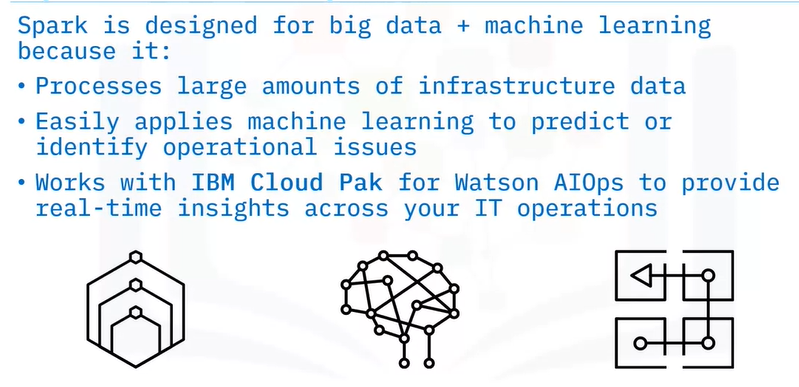 Spark is designed for big data + machine learning
because it:
• Processes large amounts of infrastructure data
• Easily applies machine learning to predict or
identify operational issues
• Works with IBM Cloud Pak for Watson AIOps to provide
real-time insights across your IT operations